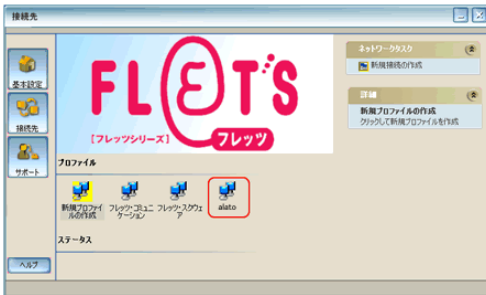 接続先
基本設定
接続先
サポート
ヘルプ
FLET'S
[フレッツシリーズ] フレッツ
プロファイル
新規プロファイルの作成
フレッツ・コミュニケーション
フレッツ・スクウェア
alato
ステータス
ネットワークタスク
新規接続の作成
詳細
新規プロファイルの作成
クリックして新規プロファイルを作成